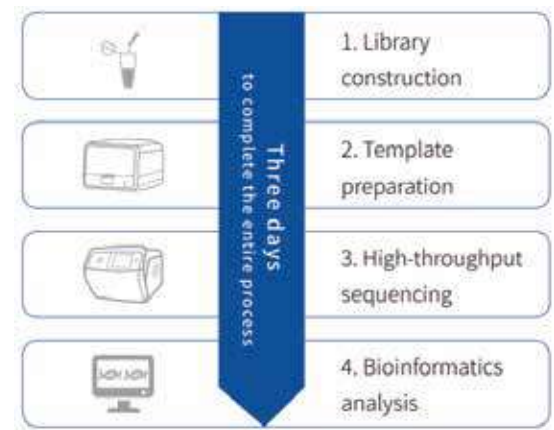 1. Library
construction
Three days
to complete the entire process
2. Template
preparation
3. High-throughput
sequencing
4. Bioinformatics
analysis